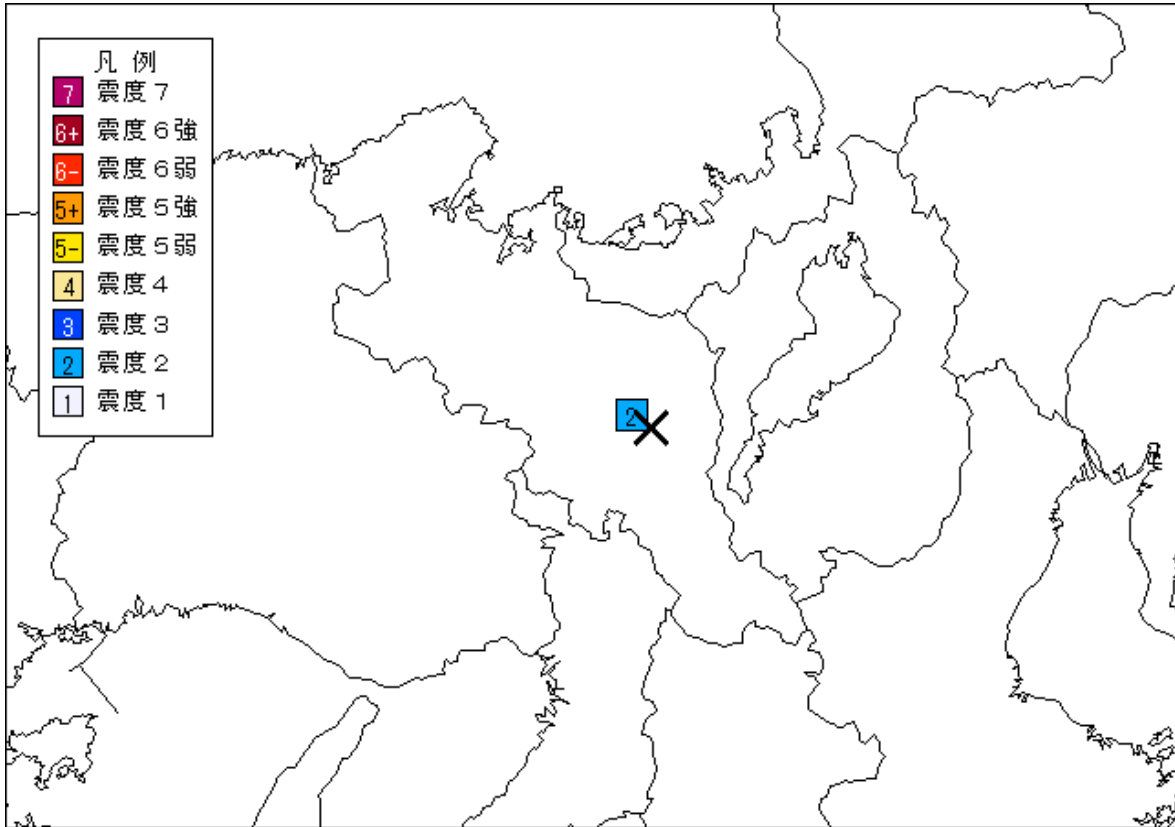 凡 例
7 震度７
6+ 震度６強
6- 震度６弱
5+ 震度５強
5- 震度５弱
4 震度４
3 震度３
2 震度２
1 震度１
2